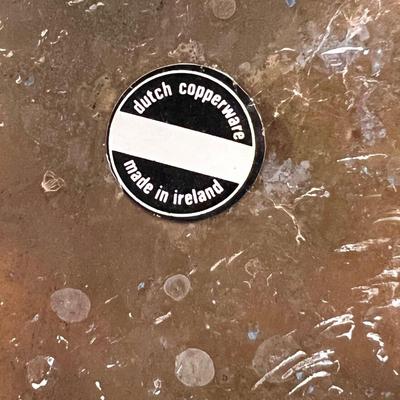 dutch copperware
made in ireland